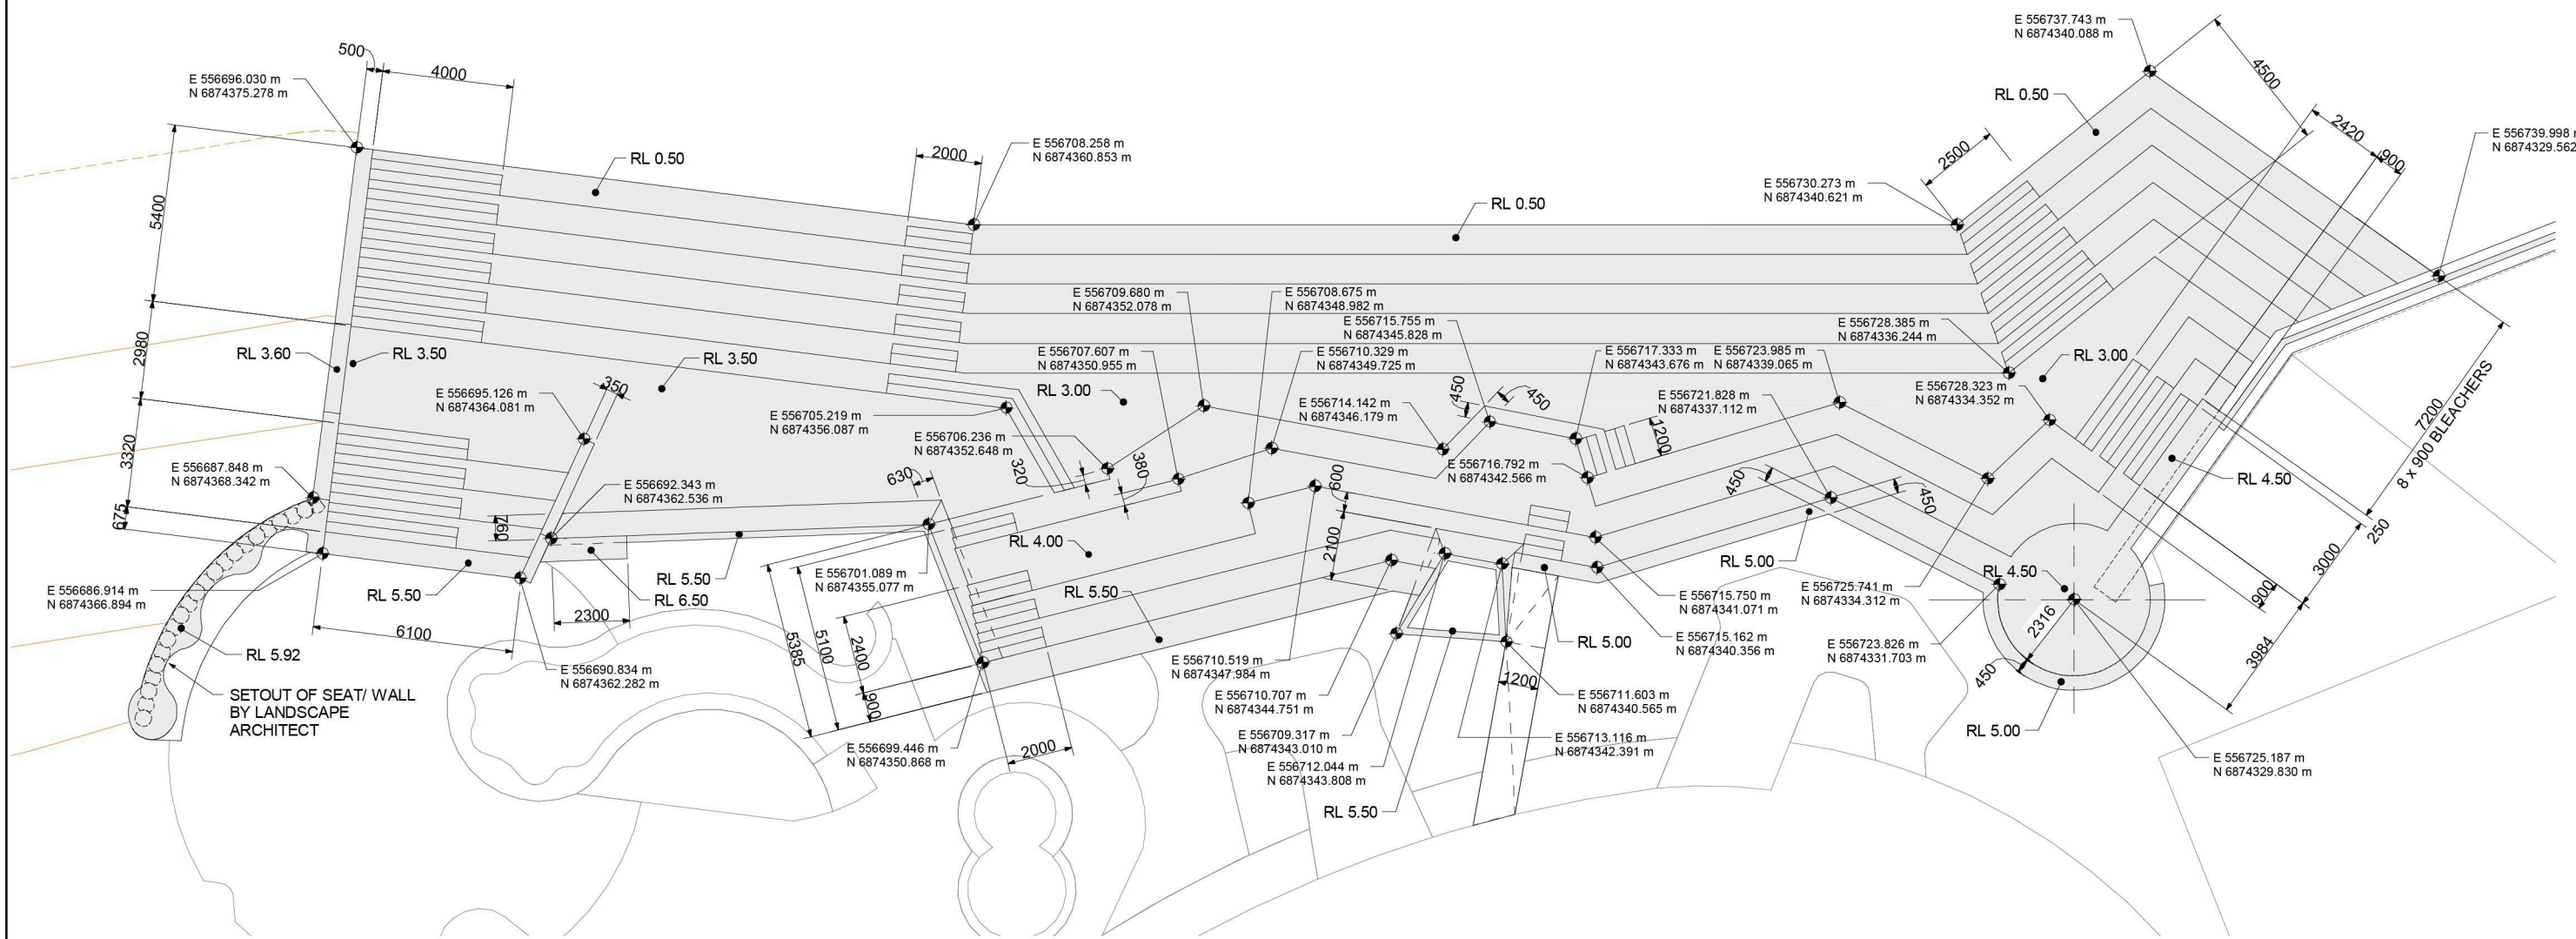 E 556737.743 m
N 6874340.088 m
500
4000
4500
E 556696.030 m
N 6874375.278 m
RL 0.50
2420
900
E 556739.998
N 6874329.562
2000
E 556708.258 m
N 6874360.853 m
RL 0.50
2500
E 556730.273 m
N 6874340.621 m
RL 0.50
5400
E 556709.680 m
N 6874352.078 m
E 556708.675 m
N 6874348.982 m
E 556715.755 m
N 6874345.828 m
E 556728.385 m
N 6874336.244 m
2980
RL 3.60
RL 3.50
RL 3.50
E 556707.607 m
N 6874350.955 m
E 556710.329 m
N 6874349.725 m
E 556717.333 m
N 6874343.676 m
E 556723.985 m
N 6874339.065 m
RL 3.00
350
RL 3.00
E 556695.126 m
N 6874364.081 m
450
450
E 556728.323 m
N 6874334.352 m
E 556705.219 m
N 6874356.087 m
E 556714.142 m
N 6874346.179 m
E 556721.828 m
N 6874337.112 m
7200
8 x 900 BLEACHERS
E 556706.236 m
N 6874352.648 m
1200
3320
E 556687.848 m
N 6874368.342 m
320
380
E 556716.792 m
N 6874342.566 m
630
600
450
450
RL 4.50
E 556692.343 m
N 6874362.536 m
675
760
250
RL 4.00
2100
RL 5.00
3000
E 556686.914 m
N 6874366.894 m
RL 5.50
RL 5.50
RL 6.50
E 556701.089 m
N 6874355.077 m
RL 5.50
RL 4.50
E 556725.741 m
N 6874334.312 m
900
2300
E 556715.750 m
N 6874341.071 m
2316
6100
5385
5100
2400
RL 5.00
E 556715.162 m
N 6874340.356 m
E 556723.826 m
N 6874331.703 m
3984
RL 5.92
E 556690.834 m
N 6874362.282 m
E 556710.519 m
N 6874347.984 m
450
SETOUT OF SEAT/ WALL
BY LANDSCAPE
ARCHITECT
900
E 556710.707 m
N 6874344.751 m
1200
E 556711.603 m
N 6874340.565 m
RL 5.00
E 556699.446 m
N 6874350.868 m
2000
E 556709.317 m
N 6874343.010 m
E 556713.116 m
N 6874342.391 m
E 556712.044 m
N 6874343.808 m
E 556725.187 m
N 6874329.830 m
RL 5.50